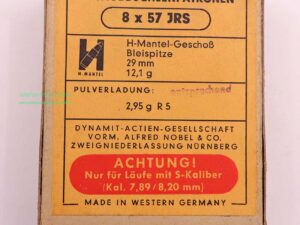 8 x 57 JRS
H-Mantel-Geschoß
Bleispitze
29 mm
12,1 g
H-MANTEL
PULVERLADUNG:
entsprechend
2,95 g R 5
DYNAMIT-ACTIEN-GESELLSCHAFT
VORM. ALFRED NOBEL & CO.
ZWEIGNIEDERLASSUNG NÜRNBERG
ACHTUNG!
Nur für Läufe mit S-Kaliber
(Kal. 7,89/8,20 mm)
MADE IN WESTERN GERMANY